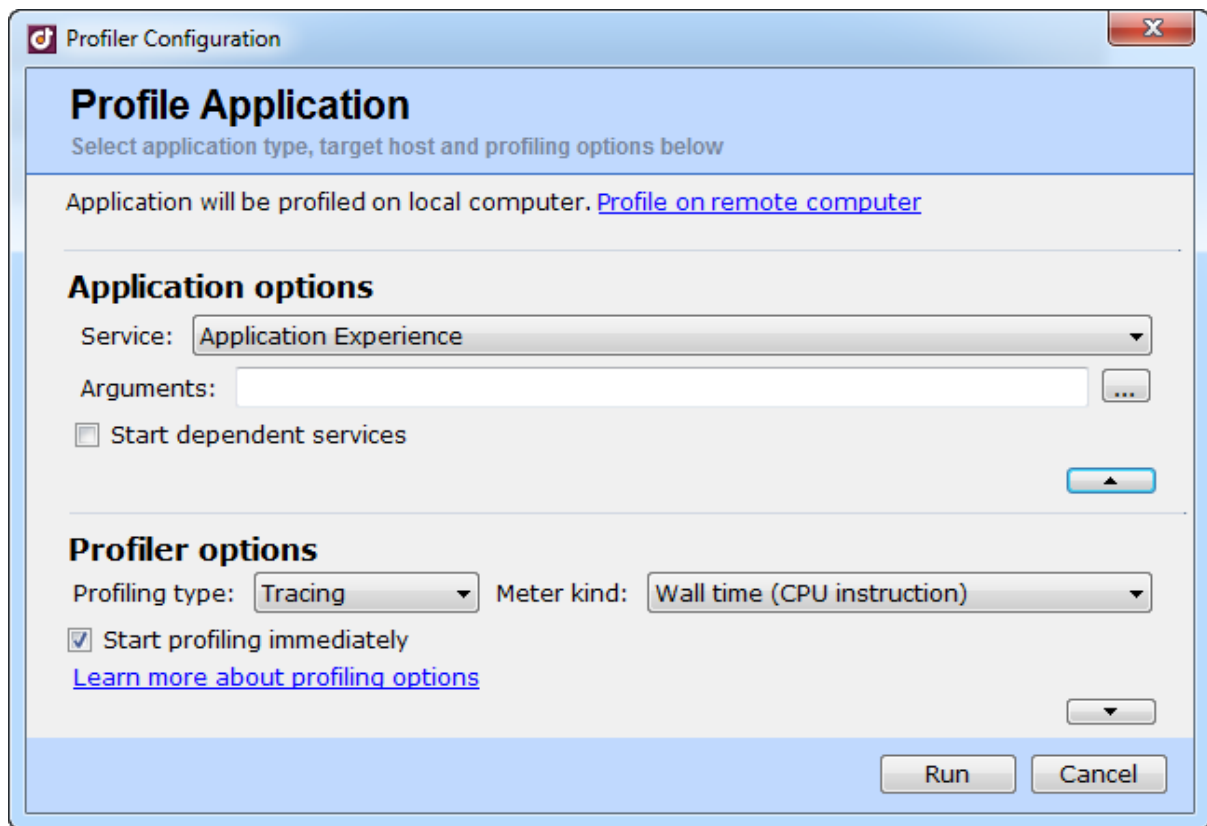 Profiler Configuration
Profile Application
Select application type, target host and profiling options below
Application will be profiled on local computer. Profile on remote computer
Application options
Service: Application Experience
Arguments: ...
Start dependent services
Profiler options
Profiling type: Tracing Meter kind: Wall time (CPU instruction)
Start profiling immediately
Learn more about profiling options
Run Cancel